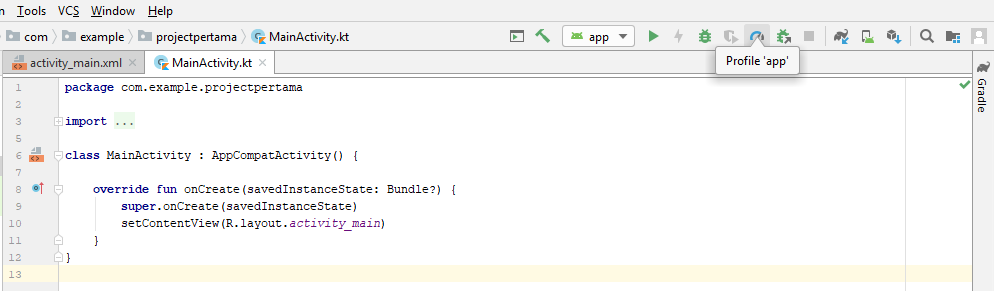 Tools VCS Window Help
com example projectpertama MainActivity.kt
app
Profile 'app'
activity_main.xml MainActivity.kt
Gradle
1 package com.example.projectpertama
2
3 import ...
5
6 class MainActivity : AppCompatActivity() {
7
8 override fun onCreate(savedInstanceState: Bundle?) {
9 super.onCreate(savedInstanceState)
10 setContentView(R.layout.activity_main)
11 }
12 }
13